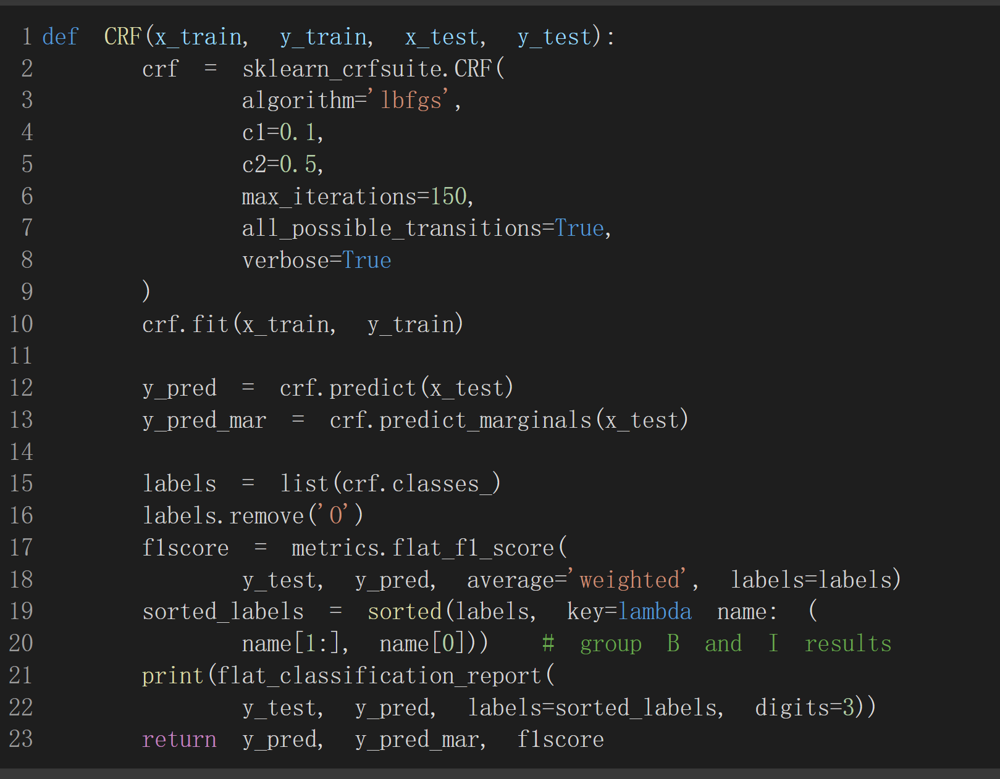 1 def CRF(x_train, y_train, x_test, y_test):
2 crf = sklearn_crfsuite.CRF(
3 algorithm='lbfgs',
4 c1=0.1,
5 c2=0.5,
6 max_iterations=150,
7 all_possible_transitions=True,
8 verbose=True
9 )
10 crf.fit(x_train, y_train)
11
12 y_pred = crf.predict(x_test)
13 y_pred_mar = crf.predict_marginals(x_test)
14
15 labels = list(crf.classes_)
16 labels.remove('O')
17 f1score = metrics.flat_f1_score(
18 y_test, y_pred, average='weighted', labels=labels)
19 sorted_labels = sorted(labels, key=lambda name: (
20 name[1:], name[0])) # group B and I results
21 print(flat_classification_report(
22 y_test, y_pred, labels=sorted_labels, digits=3))
23 return y_pred, y_pred_mar, f1score